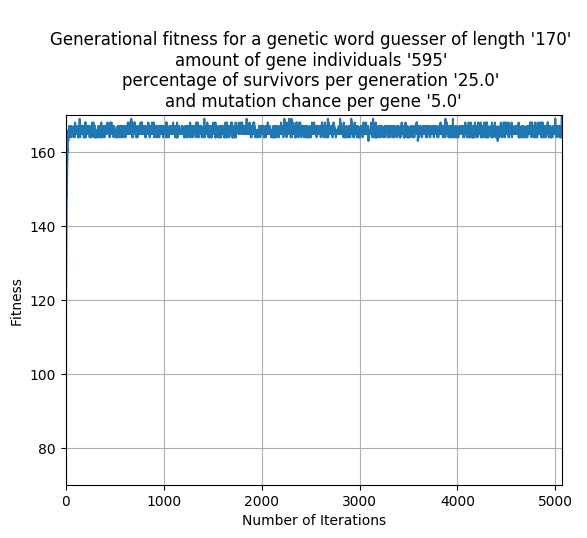 Generational fitness for a genetic word guesser of length '170'
amount of gene individuals '595'
percentage of survivors per generation '25.0'
and mutation chance per gene '5.0'
160
140
120
100
80
Fitness
0 1000 2000 3000 4000 5000
Number of Iterations